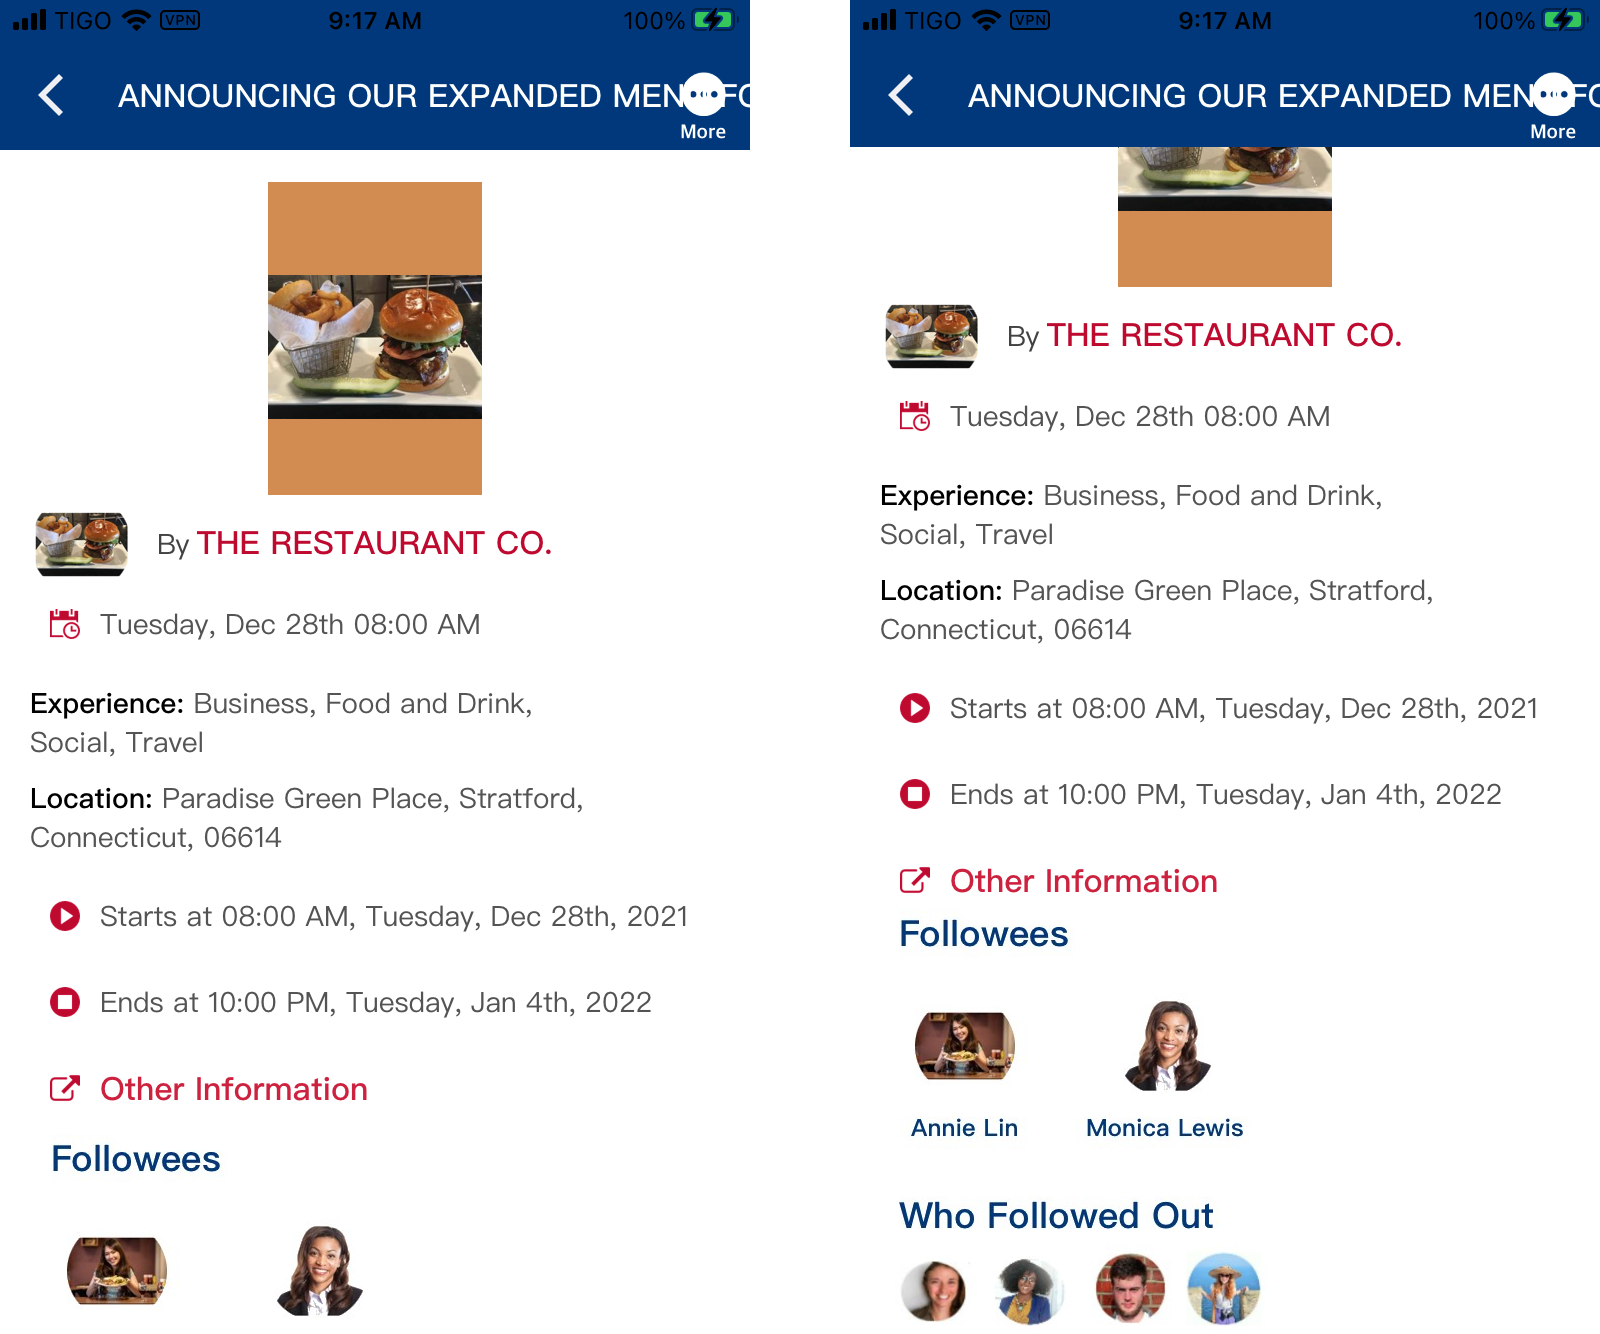 TIGO VPN 9:17 AM 100%
ANNOUNCING OUR EXPANDED MEN FO
More
By THE RESTAURANT CO.
Tuesday, Dec 28th 08:00 AM
Experience: Business, Food and Drink,
Social, Travel
Location: Paradise Green Place, Stratford,
Connecticut, 06614
Starts at 08:00 AM, Tuesday, Dec 28th, 2021
Ends at 10:00 PM, Tuesday, Jan 4th, 2022
Other Information
Followees
TIGO VPN 9:17 AM 100%
ANNOUNCING OUR EXPANDED MEN FO
More
By THE RESTAURANT CO.
Tuesday, Dec 28th 08:00 AM
Experience: Business, Food and Drink,
Social, Travel
Location: Paradise Green Place, Stratford,
Connecticut, 06614
Starts at 08:00 AM, Tuesday, Dec 28th, 2021
Ends at 10:00 PM, Tuesday, Jan 4th, 2022
Other Information
Followees
Annie Lin Monica Lewis
Who Followed Out